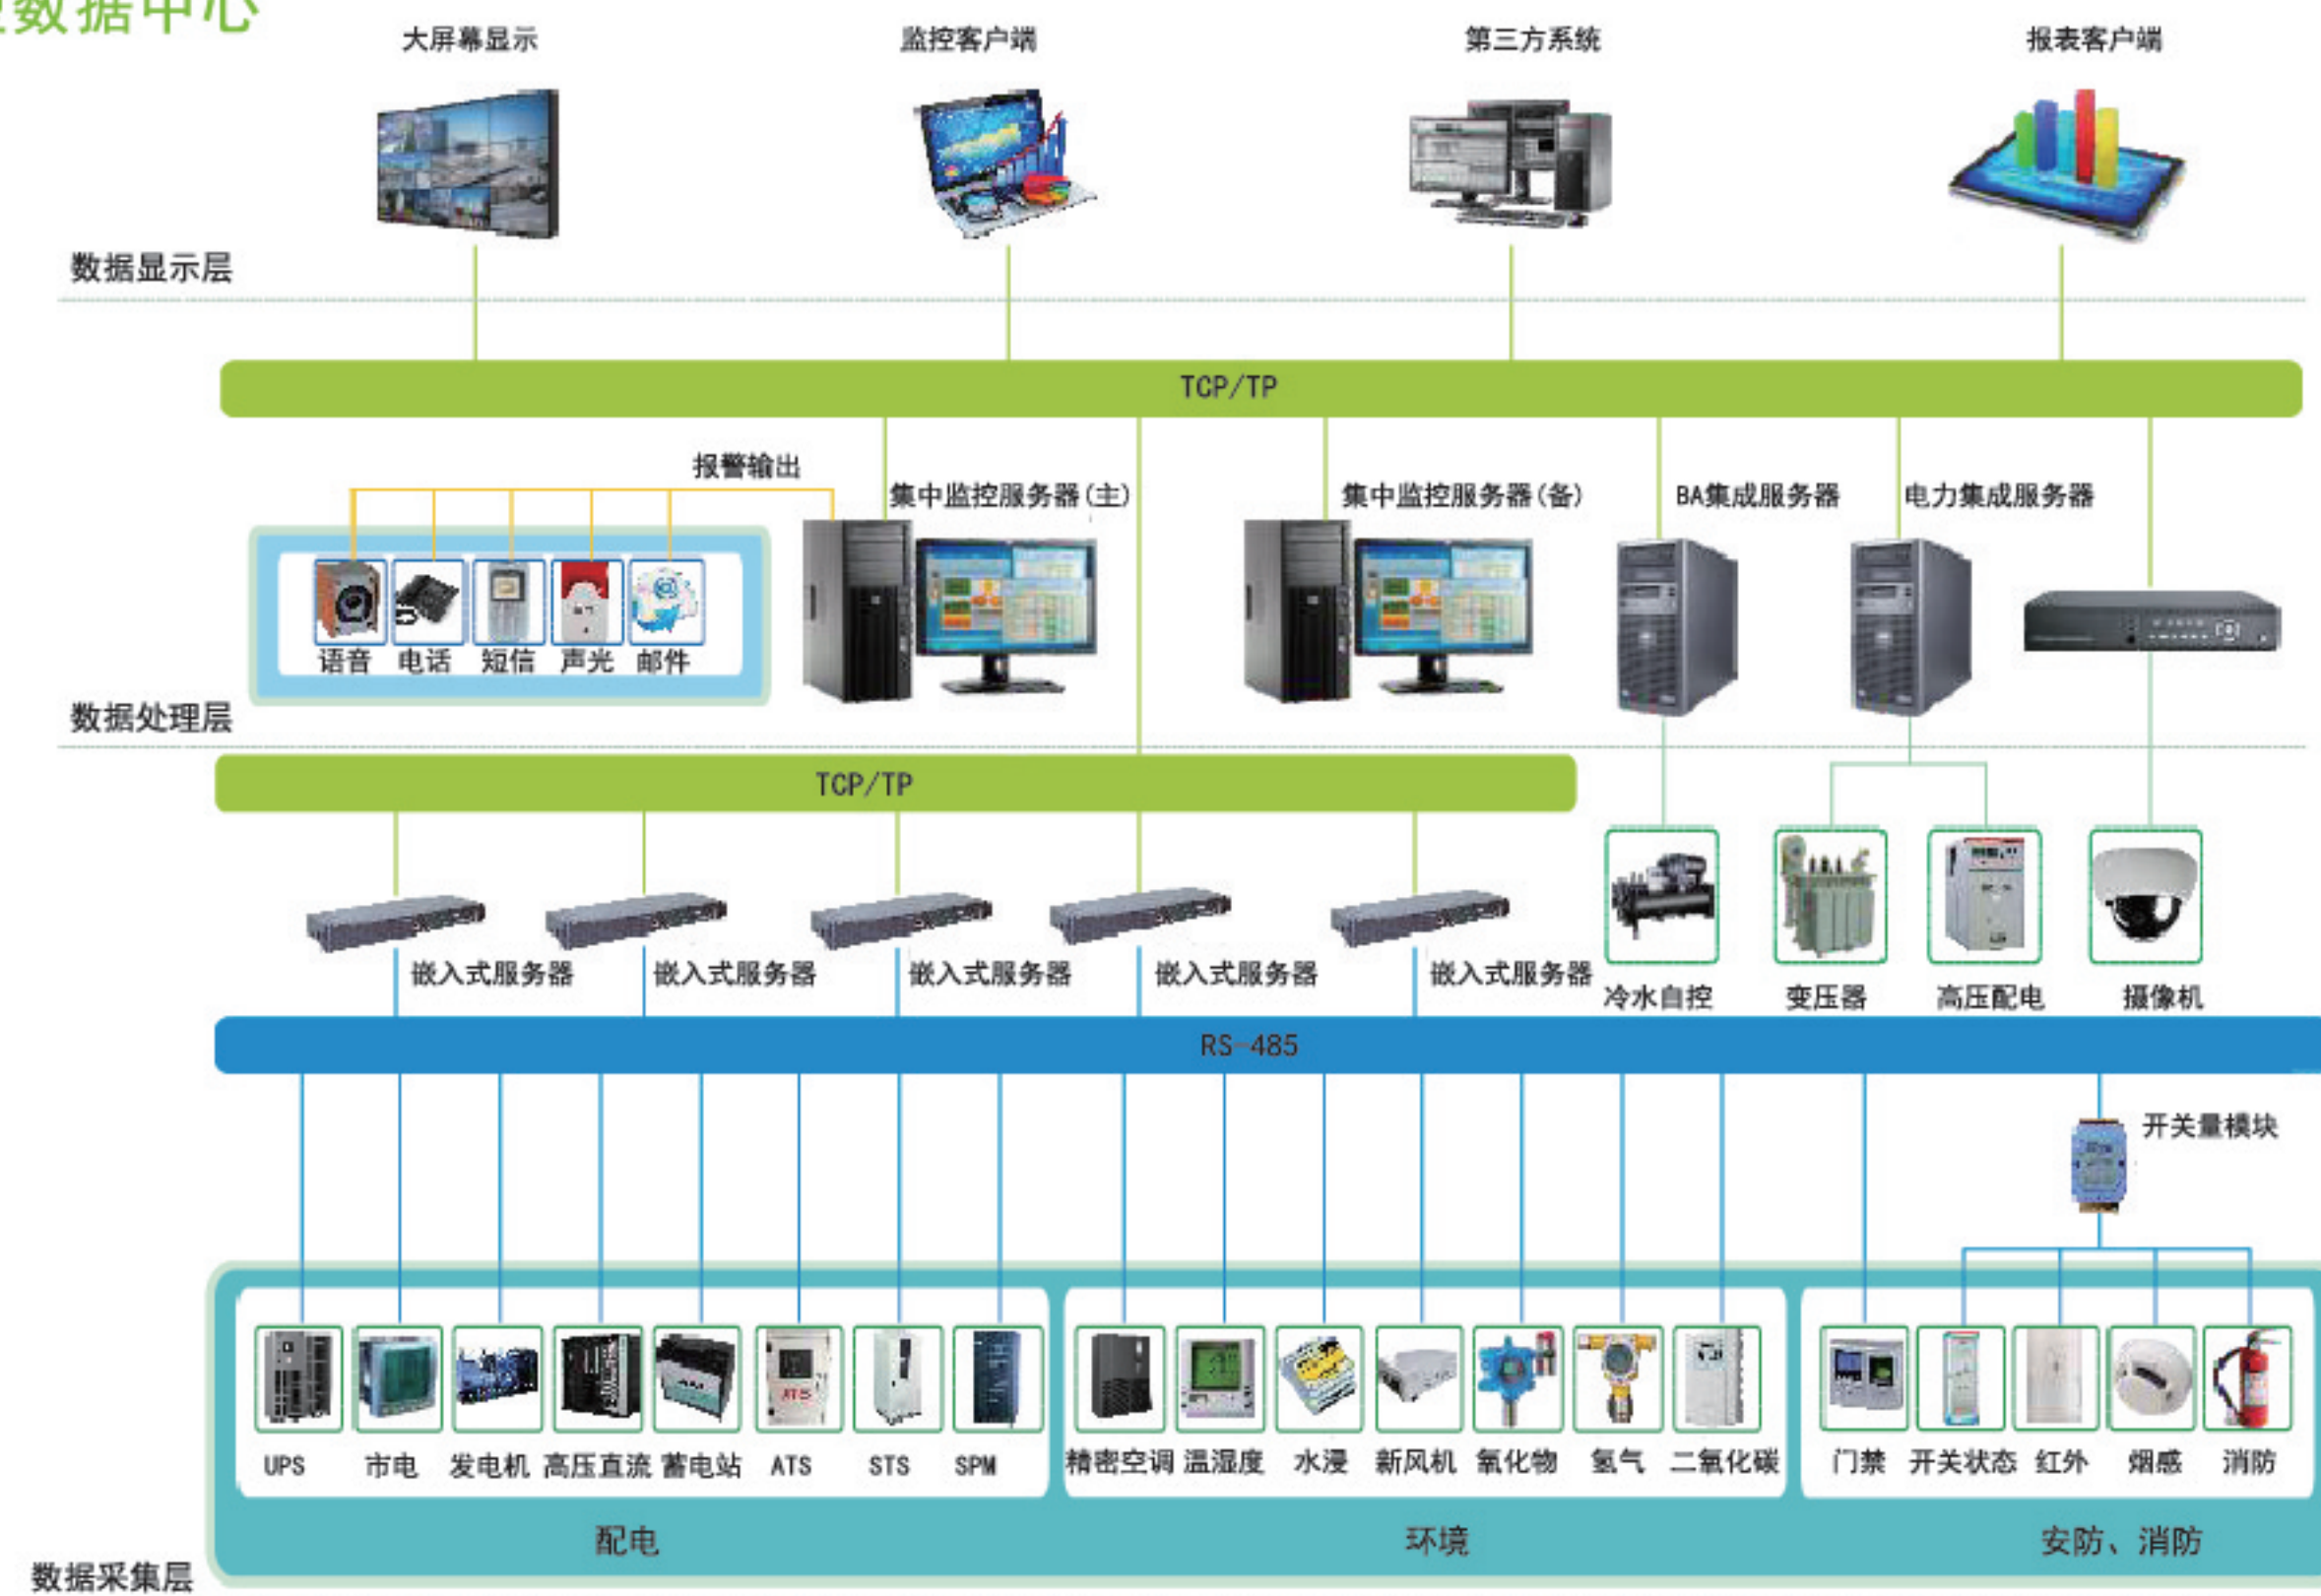 数据中心
大屏幕显示
监控客户端
第三方系统
报表客户端
数据显示层
TCP/TP
报警输出
集中监控服务器(主)
集中监控服务器(备)
BA集成服务器
电力集成服务器
语音
电话
短信
声光
邮件
数据处理层
TCP/TP
嵌入式服务器
嵌入式服务器
嵌入式服务器
嵌入式服务器
嵌入式服务器
冷水自控
变压器
高压配电
摄像机
RS-485
开关量模块
ATS
UPS
市电
发电机
高压直流
蓄电站
ATS
STS
SPM
精密空调
温湿度
水浸
新风机
氧化物
氢气
二氧化碳
门禁
开关状态
红外
烟感
消防
配电
环境
安防、消防
数据采集层